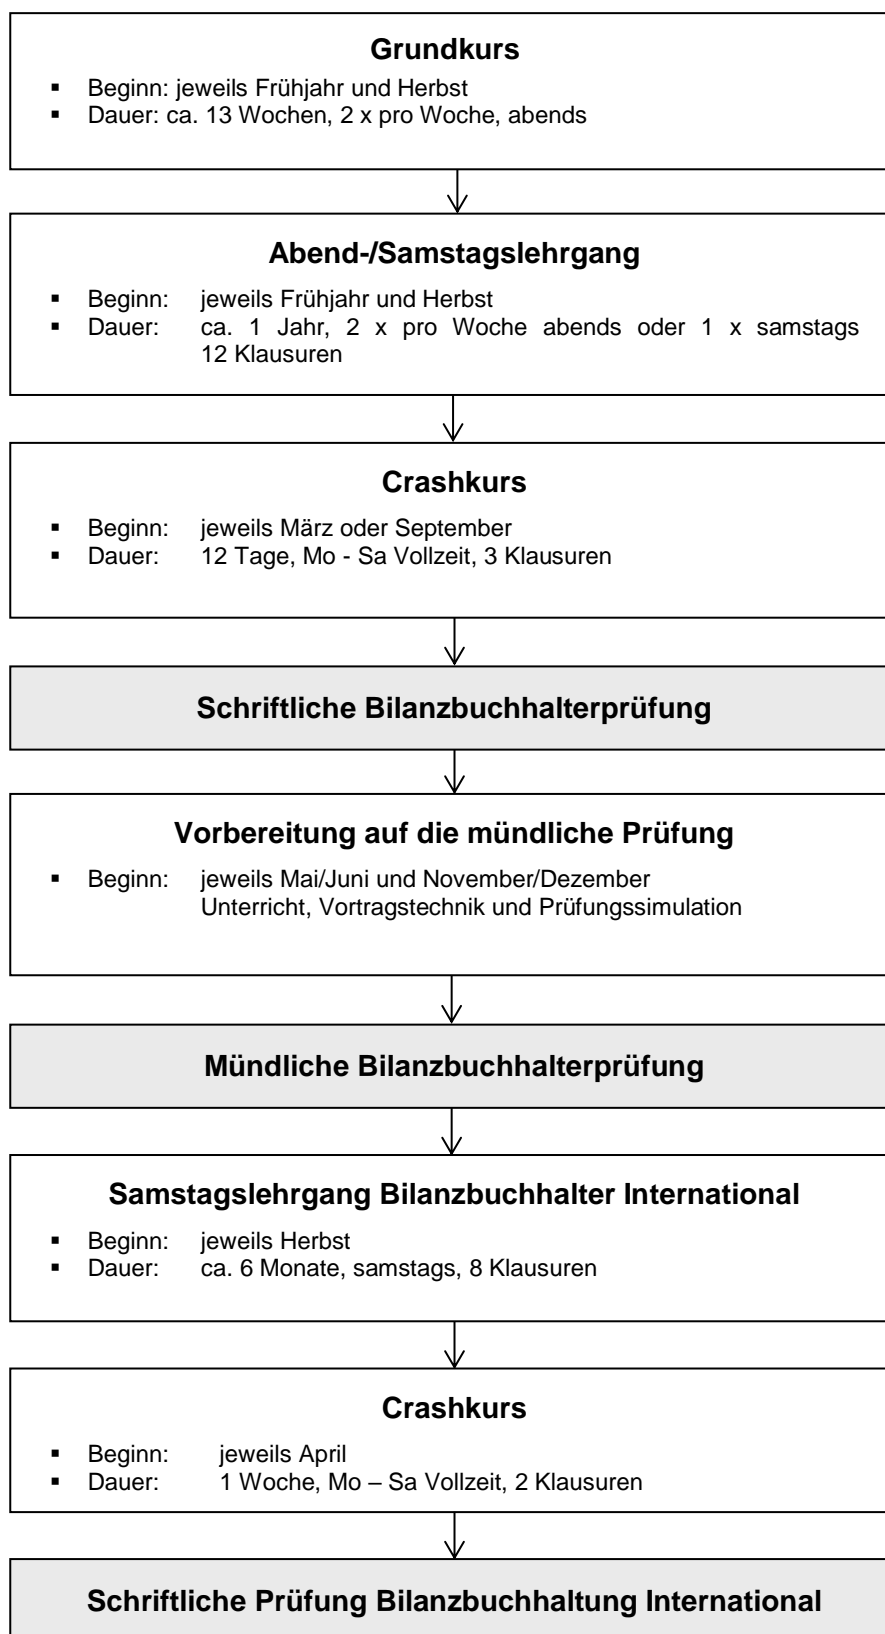 Grundkurs
▪ Beginn: jeweils Frühjahr und Herbst
▪ Dauer: ca. 13 Wochen, 2 x pro Woche, abends
Abend-/Samstagslehrgang
▪ Beginn: jeweils Frühjahr und Herbst
▪ Dauer: ca. 1 Jahr, 2 x pro Woche abends oder 1 x samstags
12 Klausuren
Crashkurs
▪ Beginn: jeweils März oder September
▪ Dauer: 12 Tage, Mo - Sa Vollzeit, 3 Klausuren
Schriftliche Bilanzbuchhalterprüfung
Vorbereitung auf die mündliche Prüfung
▪ Beginn: jeweils Mai/Juni und November/Dezember
Unterricht, Vortragstechnik und Prüfungssimulation
Mündliche Bilanzbuchhalterprüfung
Samstagslehrgang Bilanzbuchhalter International
▪ Beginn: jeweils Herbst
▪ Dauer: ca. 6 Monate, samstags, 8 Klausuren
Crashkurs
▪ Beginn: jeweils April
▪ Dauer: 1 Woche, Mo – Sa Vollzeit, 2 Klausuren
Schriftliche Prüfung Bilanzbuchhaltung International